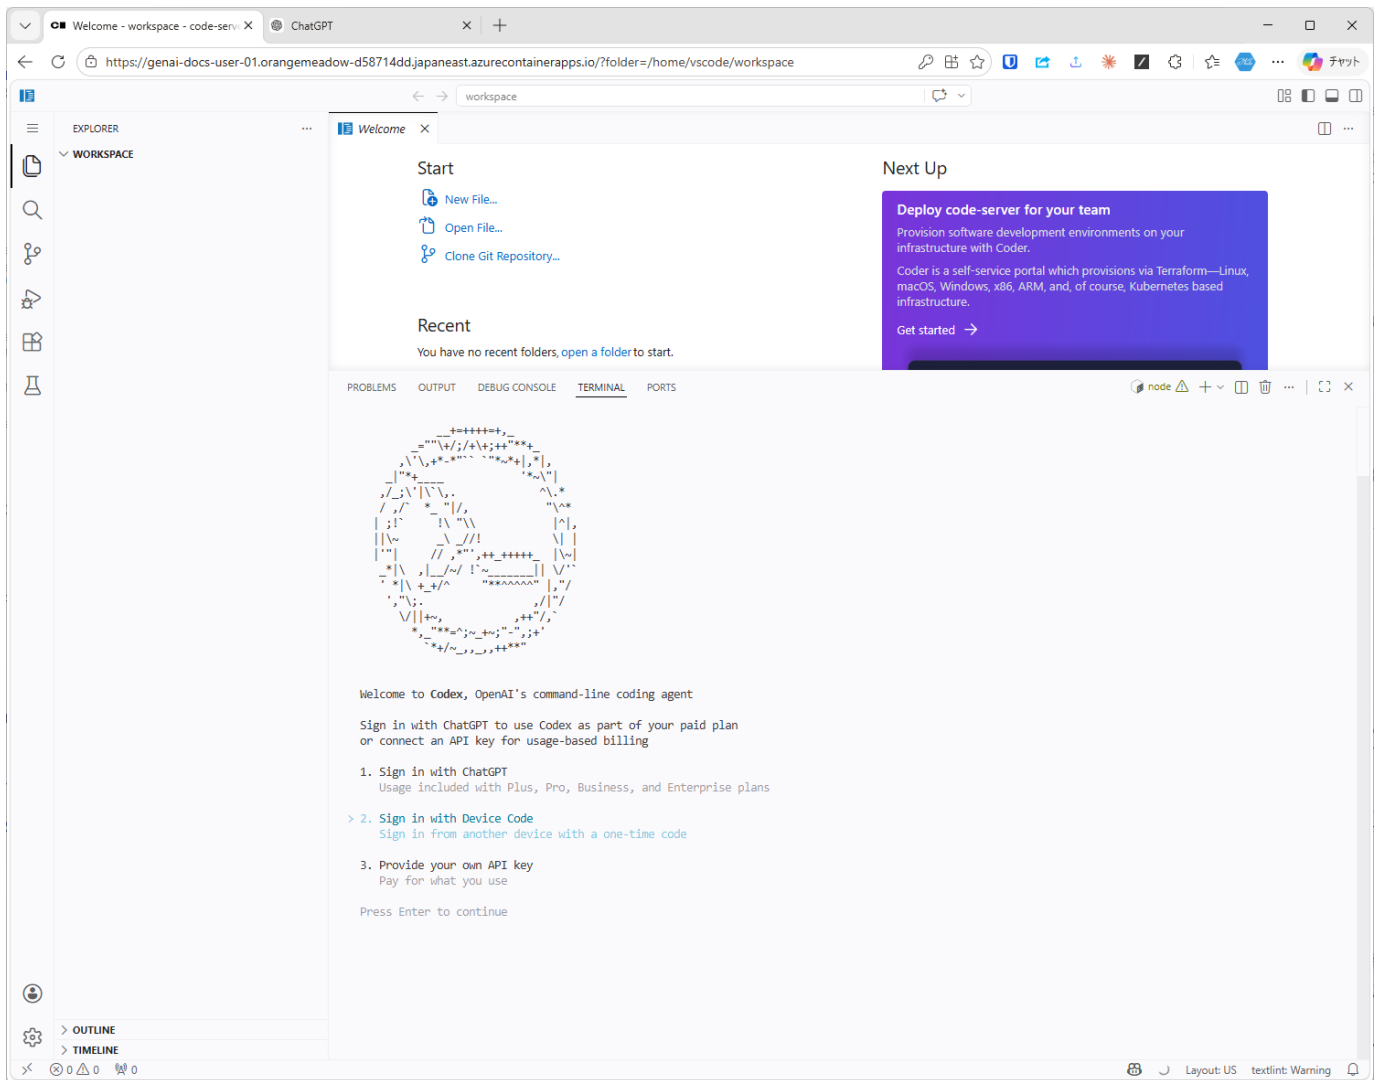 Welcome - workspace - code-serv
ChatGPT
https://genai-docs-user-01.orangemeadow-d58714dd.japaneast.azurecontainerapps.io/?folder=/home/vscode/workspace
チャット
workspace
EXPLORER
WORKSPACE
Welcome
Start
New File...
Open File...
Clone Git Repository...
Recent
You have no recent folders, open a folder to start.
Next Up
Deploy code-server for your team
Provision software development environments on your
infrastructure with Coder.
Coder is a self-service portal which provisions via Terraform—Linux,
macOS, Windows, x86, ARM, and, of course, Kubernetes based
infrastructure.
Get started
PROBLEMS OUTPUT DEBUG CONSOLE TERMINAL PORTS
node
Welcome to Codex, OpenAI's command-line coding agent
Sign in with ChatGPT to use Codex as part of your paid plan
or connect an API key for usage-based billing
1. Sign in with ChatGPT
Usage included with Plus, Pro, Business, and Enterprise plans
> 2. Sign in with Device Code
Sign in from another device with a one-time code
3. Provide your own API key
Pay for what you use
Press Enter to continue
OUTLINE
TIMELINE
0 0 0
Layout: US textlint: Warning